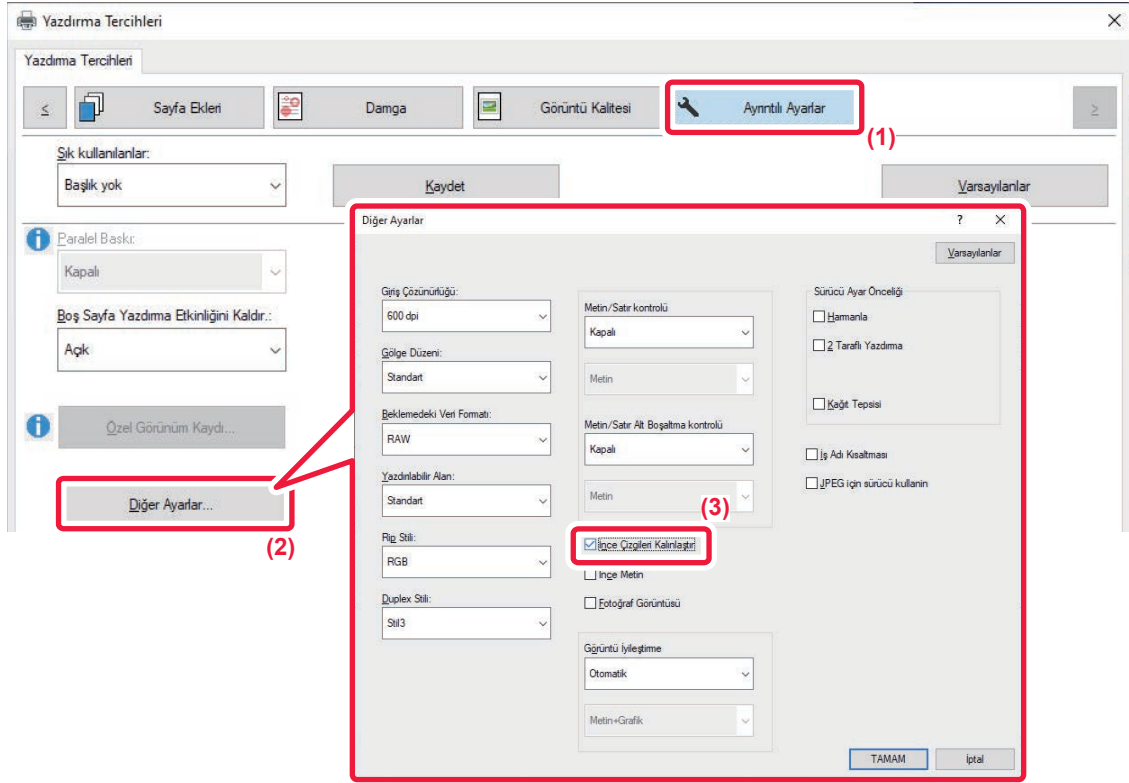 Yazdırma Tercihleri
Yazdırma Tercihleri
< Sayfa Ekleri Damga Görüntü Kalitesi Ayrıntılı Ayarlar >
(1)
Sık kullanılanlar:
Başlık yok Kaydet Varsayılanlar
Paralel Baskı:
Kapalı
Boş Sayfa Yazdırma Etkinliğini Kaldır.:
Açık
Özel Görünüm Kaydı...
Diğer Ayarlar...
(2)
Diğer Ayarlar ?
Varsayılanlar
Giriş Çözünürlüğü:
600 dpi
Gölge Düzeni:
Standart
Beklemedeki Veri Formatı:
RAW
Yazdırılabilir Alan:
Standart
Rip Stili:
RGB
Duplex Stili:
Stil3
Metin/Satır kontrolü
Kapalı
Metin
Metin/Satır Alt Boşaltma kontrolü
Kapalı
Metin
(3)
İnce Çizgileri Kalınlaştır
İnce Metin
Fotoğraf Görüntüsü
Görüntü İyileştirme
Otomatik
Metin+Grafik
Sürücü Ayar Önceliği
Harmanla
2 Taraflı Yazdırma
Kağıt Tepsisi
İş Adı Kısaltması
JPEG için sürücü kullanin
TAMAM İptal